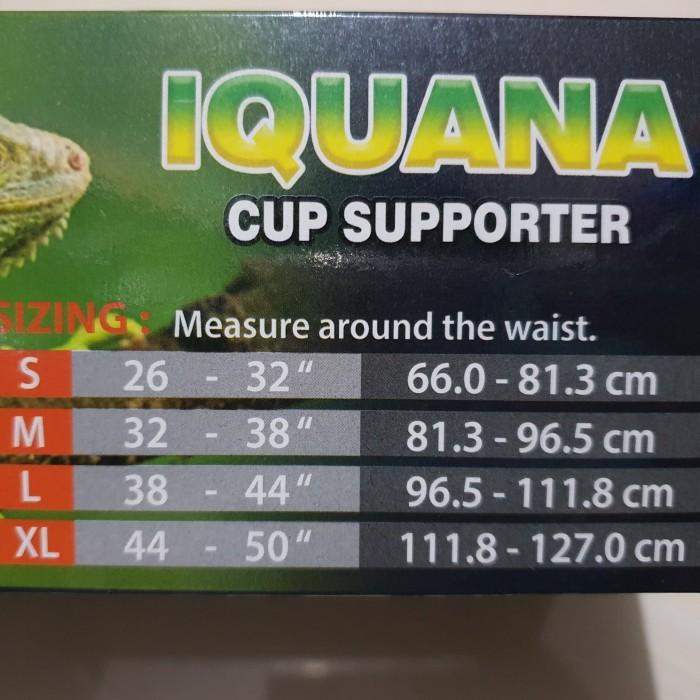 IQUANA
CUP SUPPORTER
SIZING : Measure around the waist.
S 26 - 32“ 66.0 - 81.3 cm
M 32 - 38“ 81.3 - 96.5 cm
L 38 - 44“ 96.5 - 111.8 cm
XL 44 - 50“ 111.8 - 127.0 cm